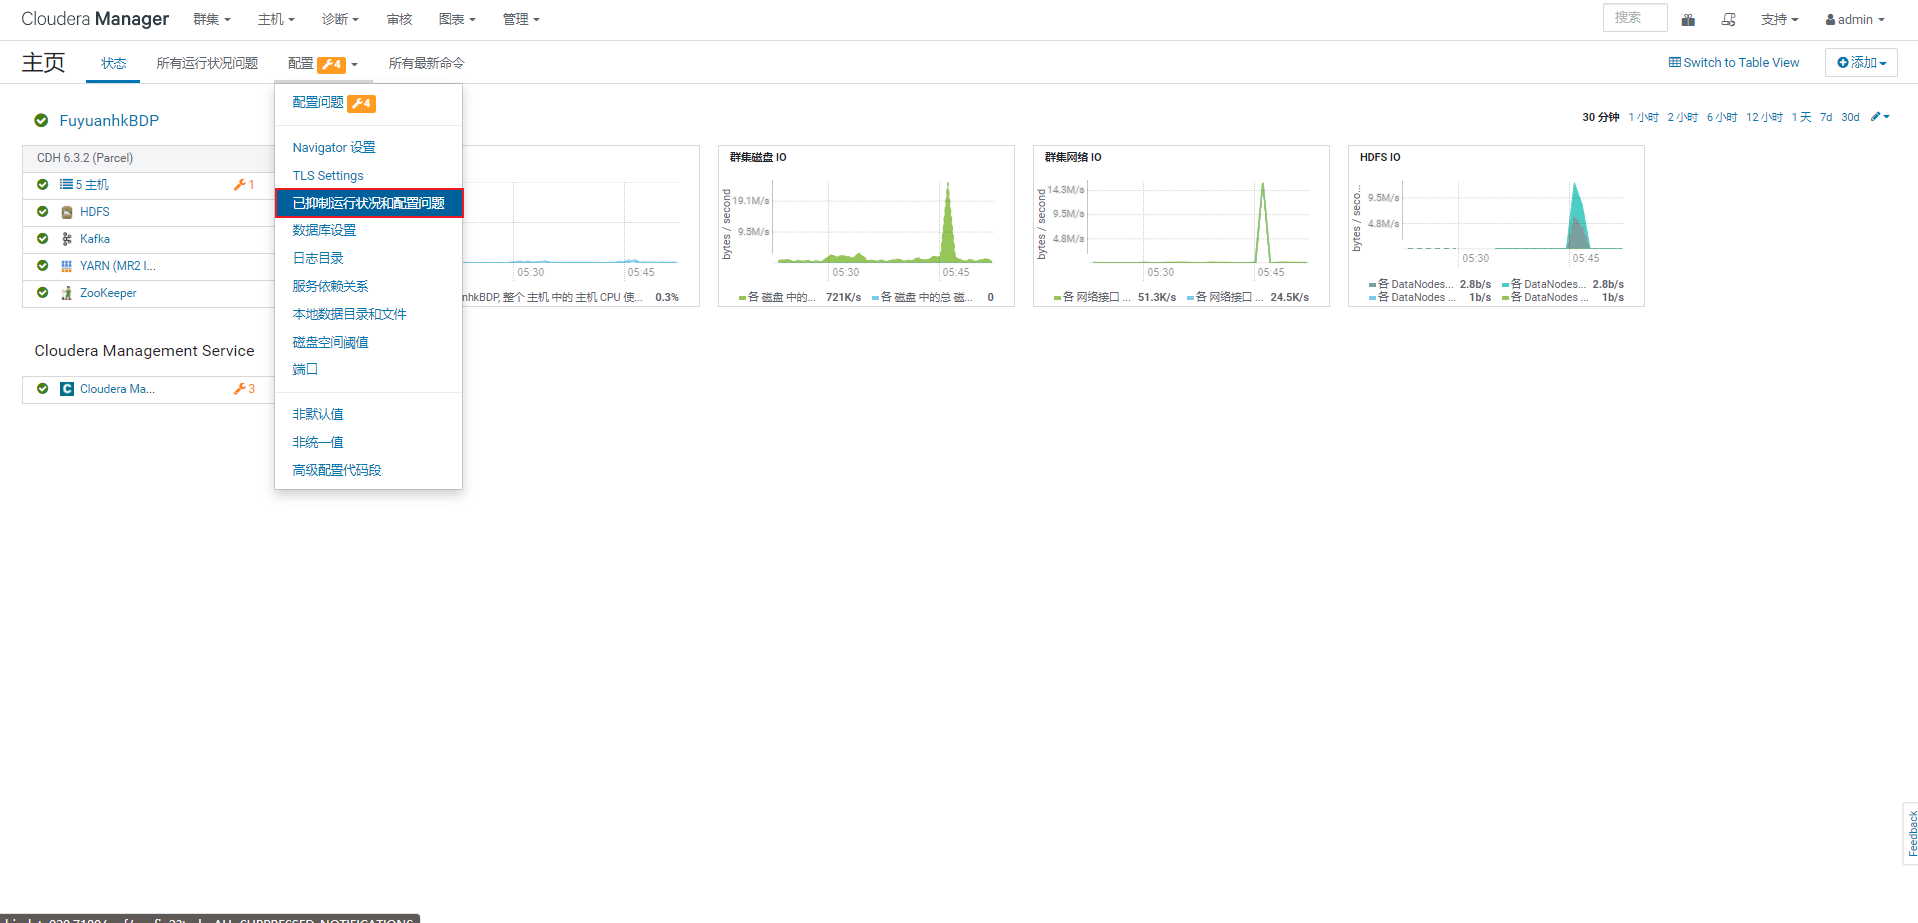 Cloudera Manager 群集 主机 诊断 审核 图表 管理 搜索 支持 admin
主页 状态 所有运行状况问题 配置 4 所有最新命令 Switch to Table View 添加
配置问题 4
Navigator 设置
TLS Settings
已抑制运行状况和配置问题
数据库设置
日志目录
服务依赖关系
本地数据目录和文件
磁盘空间阈值
端口
非默认值
非统一值
高级配置代码段
30 分钟 1 小时 2 小时 6 小时 12 小时 1 天 7d 30d
FuyuanhkBDP
CDH 6.3.2 (Parcel)
5 主机 1
HDFS
Kafka
YARN (MR2 I...
ZooKeeper
Cloudera Management Service
Cloudera Ma... 3
05:30 05:45
nhkBDP, 整个 主机 中的 主机 CPU 使... 0.3%
群集磁盘 IO
bytes / second
19.1M/s
9.5M/s
05:30 05:45
各 磁盘 中的... 721K/s 各 磁盘 中的总 磁... 0
群集网络 IO
bytes / second
14.3M/s
9.5M/s
4.8M/s
05:30 05:45
各 网络接口 ... 51.3K/s 各 网络接口 ... 24.5K/s
HDFS IO
bytes / seco...
9.5M/s
4.8M/s
05:30 05:45
各 DataNodes... 2.8b/s 各 DataNodes... 2.8b/s
各 DataNodes ... 1b/s 各 DataNodes ... 1b/s
Feedback